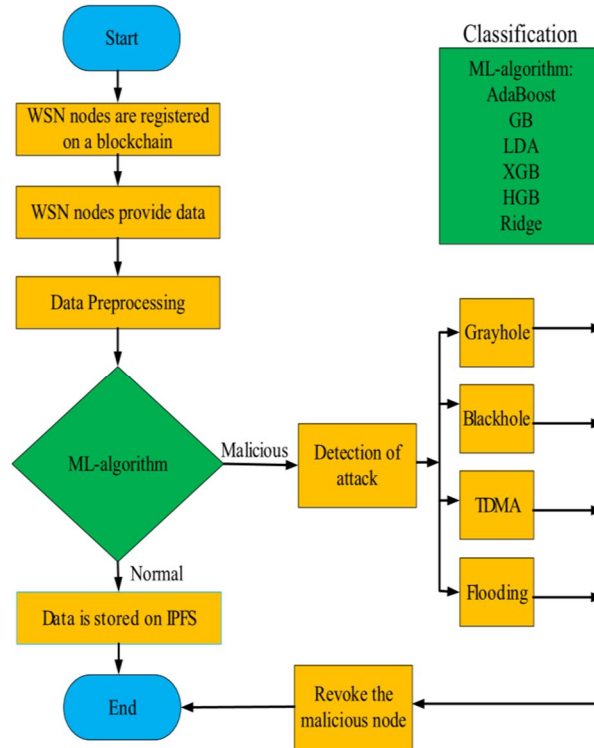 Start
WSN nodes are registered
on a blockchain
WSN nodes provide data
Data Preprocessing
ML-algorithm
Malicious
Normal
Data is stored on IPFS
End
Detection of
attack
Grayhole
Blackhole
TDMA
Flooding
Revoke the
malicious node
Classification
ML-algorithm:
AdaBoost
GB
LDA
XGB
HGB
Ridge